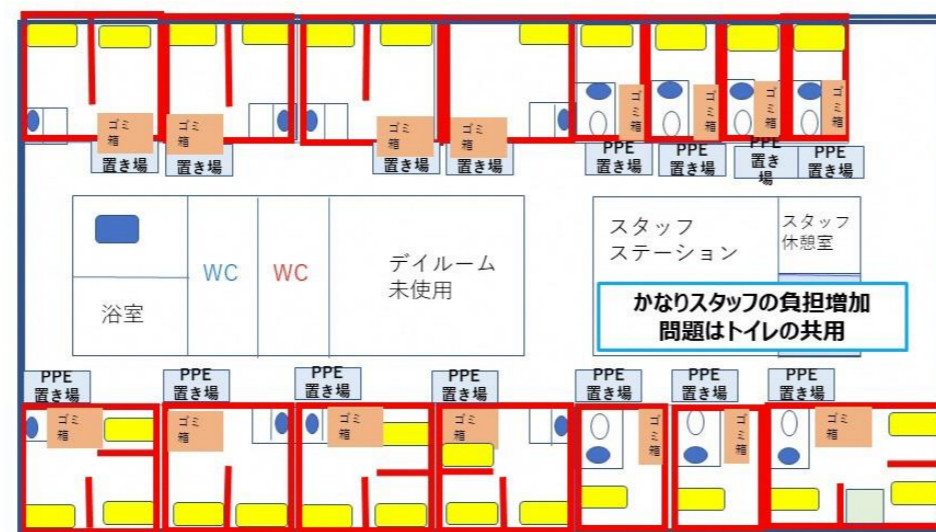 ゴミ
箱
ゴミ
箱
ゴミ
箱
ゴミ
箱
ゴミ
箱
ゴミ
箱
ゴミ
箱
ゴミ
箱
置き場
置き場
置き場
置き場
PPE
置き場
PPE
置き場
PPE
置き
場
PPE
置き場
浴室
WC
WC
デイルーム
未使用
スタッフ
ステーション
スタッフ
休憩室
かなりスタッフの負担増加
問題はトイレの共用
PPE
置き場
PPE
置き場
PPE
置き場
PPE
置き場
PPE
置き場
PPE
置き場
PPE
置き場
ゴミ
箱
ゴミ
箱
ゴミ
箱
ゴミ
箱
ゴミ
箱
ゴミ
箱
ゴミ
箱